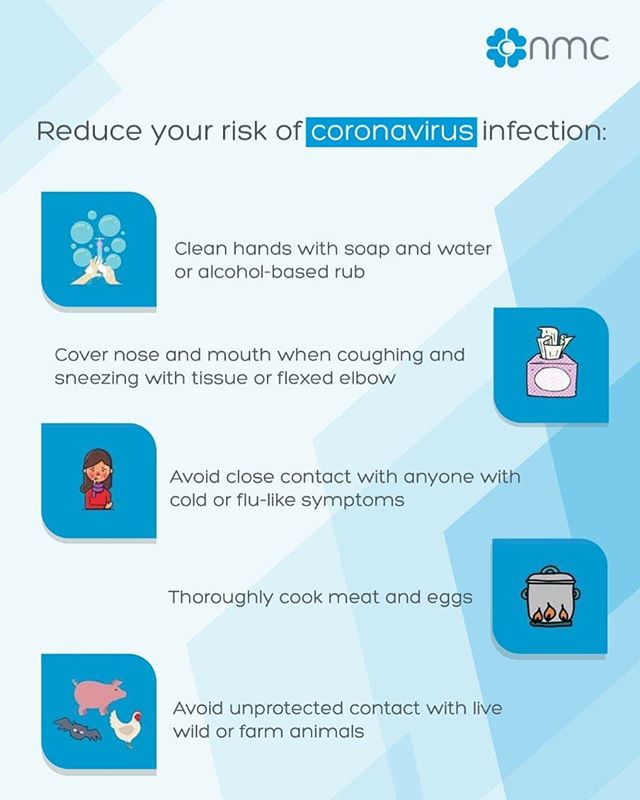 nmc
Reduce your risk of coronavirus infection:
Clean hands with soap and water
or alcohol-based rub
Cover nose and mouth when coughing and
sneezing with tissue or flexed elbow
Avoid close contact with anyone with
cold or flu-like symptoms
Thoroughly cook meat and eggs
Avoid unprotected contact with live
wild or farm animals